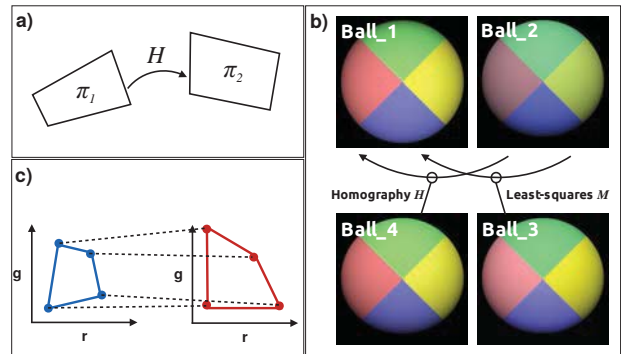 a)
H
π1
π2
c)
g
r
g
r
b)
Ball_1
Ball_2
Homography H
Least-squares M
Ball_4
Ball_3